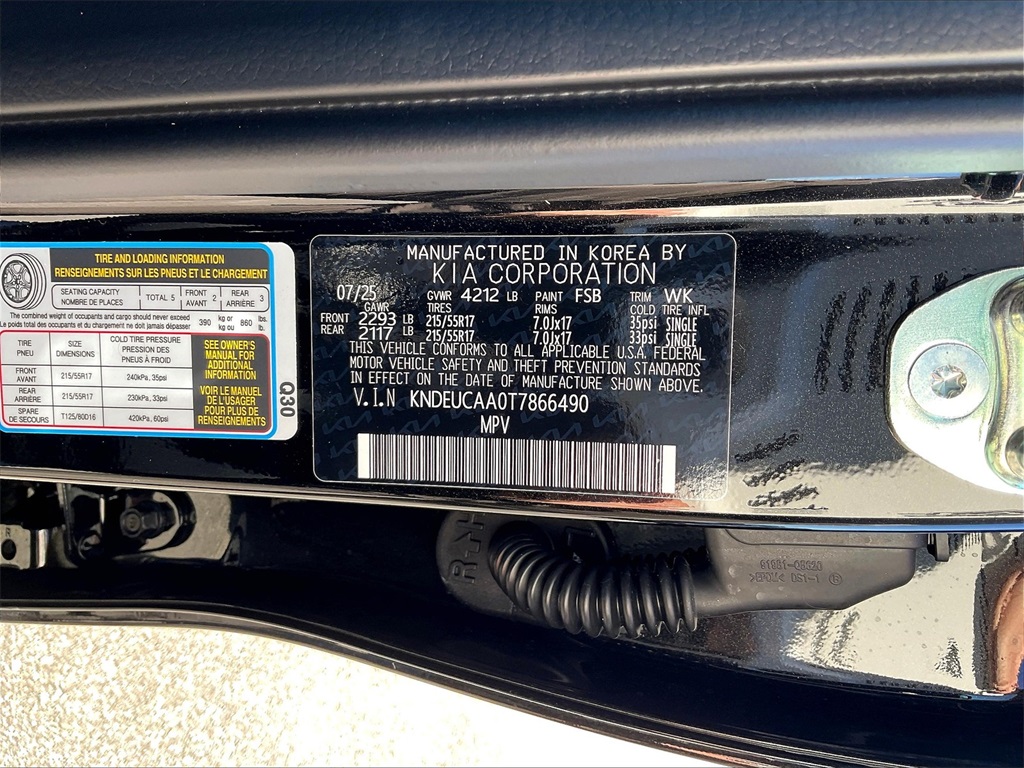 TIRE AND LOADING INFORMATION
RENSEIGNEMENTS SUR LES PNEUS ET LE CHARGEMENT
SEATING CAPACITY
NOMBRE DE PLACES
TOTAL 5
FRONT
AVANT 2
REAR
ARRIÈRE 3
The combined weight of occupants and cargo should never exceed
Le poids total des occupants et du chargement ne doit jamais dépasser
390 kg or
kg ou
860 lbs.
lb.
TIRE
PNEU
SIZE
DIMENSIONS
COLD TIRE PRESSURE
PRESSION DES
PNEUS À FROID
FRONT
AVANT
215/55R17
240kPa, 35psi
REAR
ARRIÈRE
215/55R17
230kPa, 33psi
SPARE
DE SECOURS
T125/80D16
420kPa, 60psi
SEE OWNER'S
MANUAL FOR
ADDITIONAL
INFORMATION
VOIR LE MANUEL
DE L'USAGER
POUR PLUS DE
RENSEIGNEMENTS
Q30
MANUFACTURED IN KOREA BY
KIA CORPORATION
07/25 GVWR 4212 LB PAINT FSB TRIM WK
GAWR TIRES RIMS COLD TIRE INFL
FRONT 2293 LB 215/55R17 7.0Jx17 35psi SINGLE
REAR 2117 LB 215/55R17 7.0Jx17 33psi SINGLE
THIS VEHICLE CONFORMS TO ALL APPLICABLE U.S.A. FEDERAL
MOTOR VEHICLE SAFETY AND THEFT PREVENTION STANDARDS
IN EFFECT ON THE DATE OF MANUFACTURE SHOWN ABOVE.
V.I.N KNDEUCAA0T7866490
MPV
R
>EPDM< DS1-1